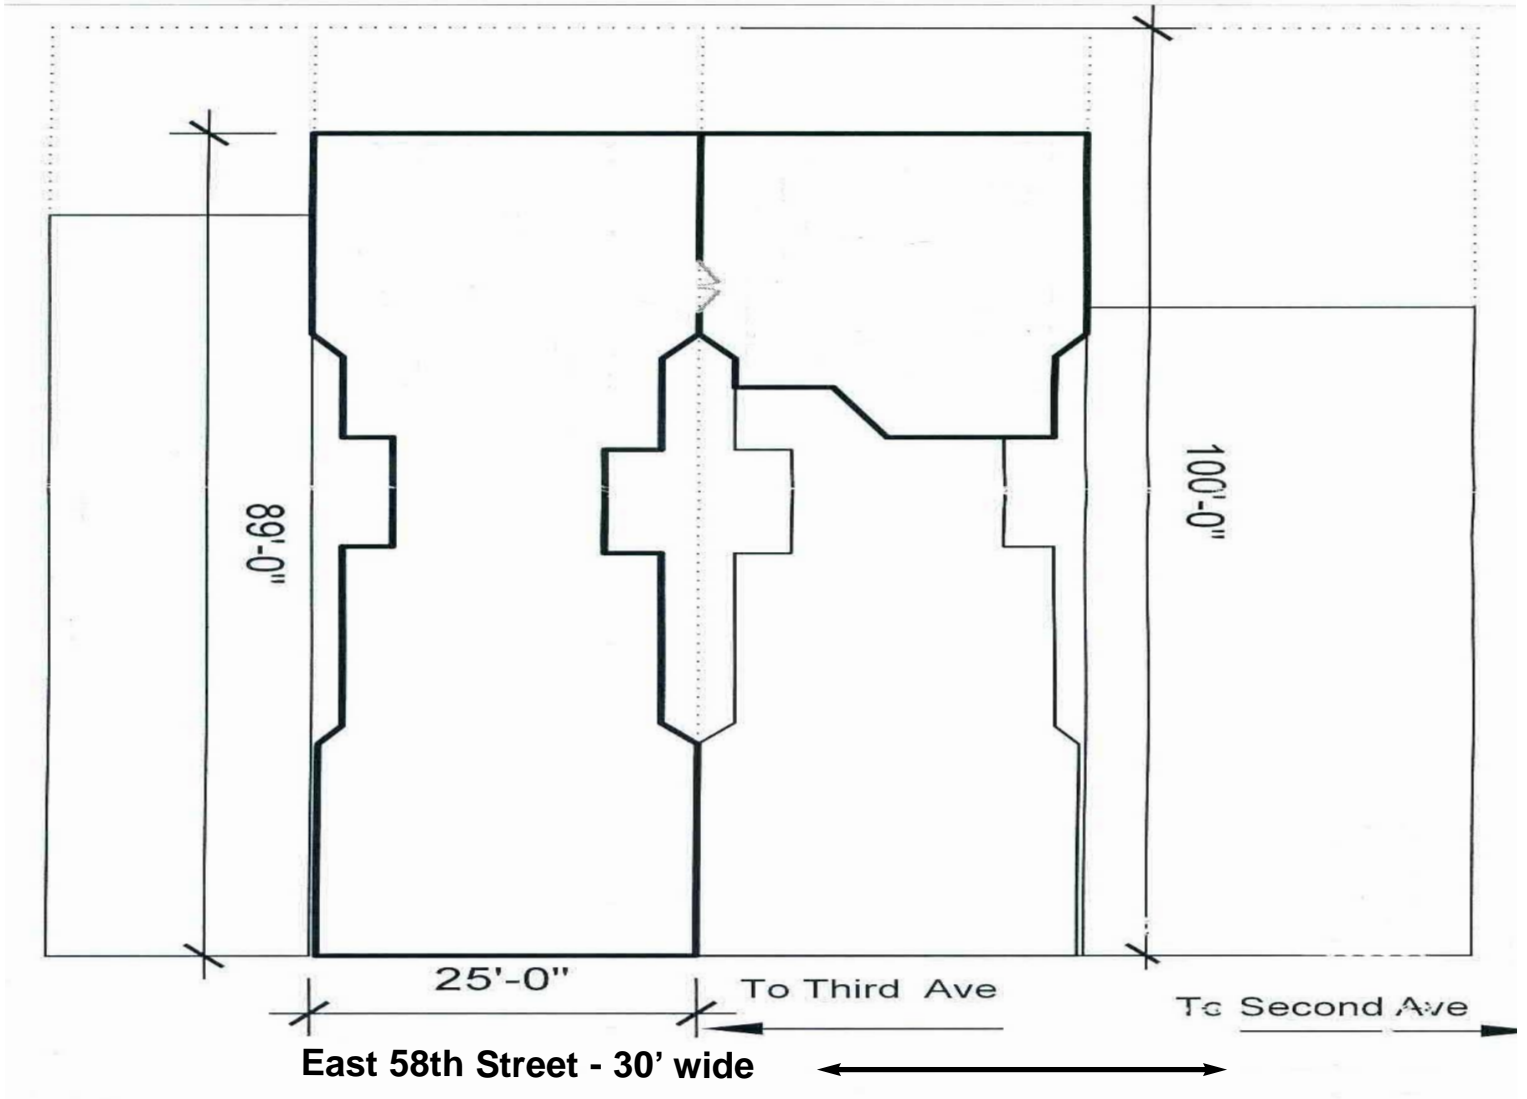 89'-0"
100'-0"
25'-0"
To Third Ave
To Second Ave
East 58th Street - 30’ wide